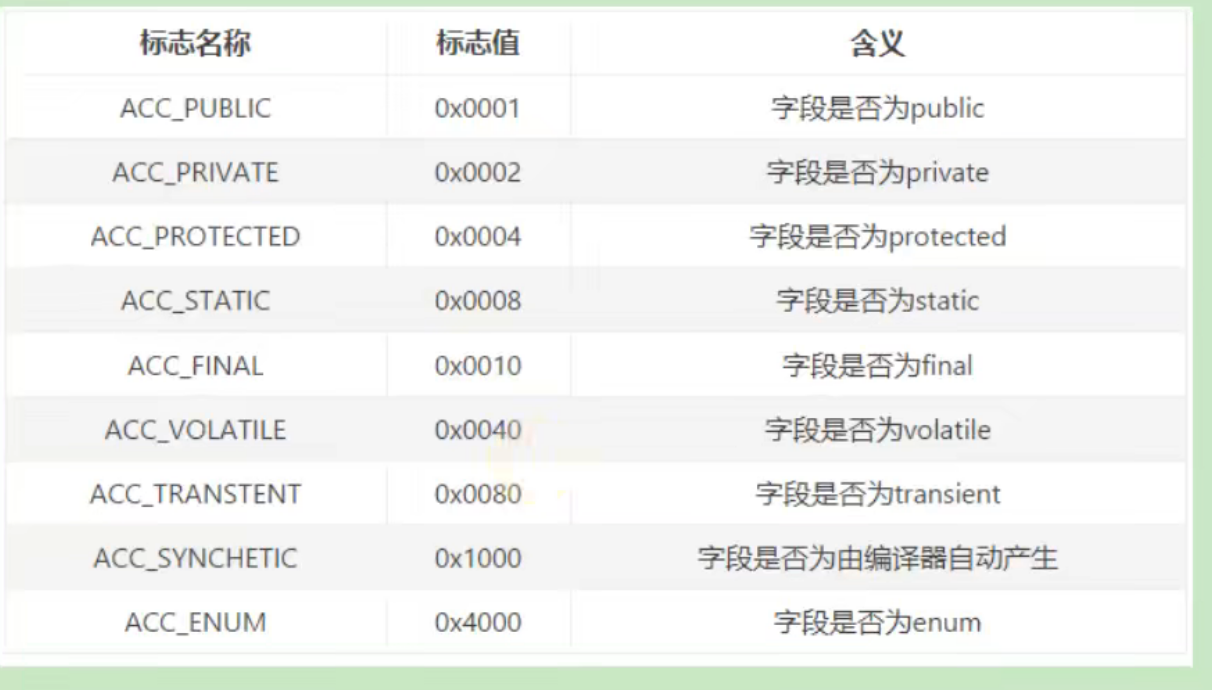 标志名称 标志值 含义
ACC_PUBLIC 0x0001 字段是否为public
ACC_PRIVATE 0x0002 字段是否为private
ACC_PROTECTED 0x0004 字段是否为protected
ACC_STATIC 0x0008 字段是否为static
ACC_FINAL 0x0010 字段是否为final
ACC_VOLATILE 0x0040 字段是否为volatile
ACC_TRANSTENT 0x0080 字段是否为transient
ACC_SYNCHETIC 0x1000 字段是否为由编译器自动产生
ACC_ENUM 0x4000 字段是否为enum